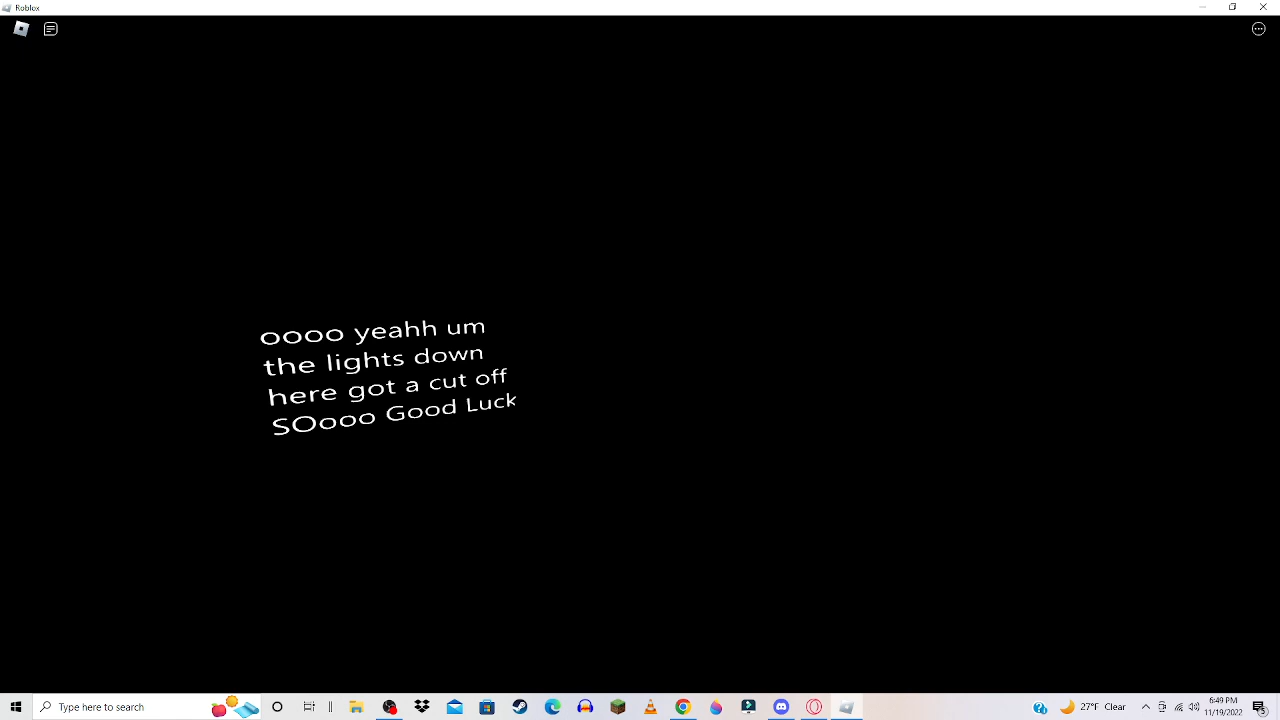 Roblox
oooo yeahh um
the lights down
here got a cut off
SOooo Good Luck
Type here to search
27°F Clear
6:49 PM
11/19/2022